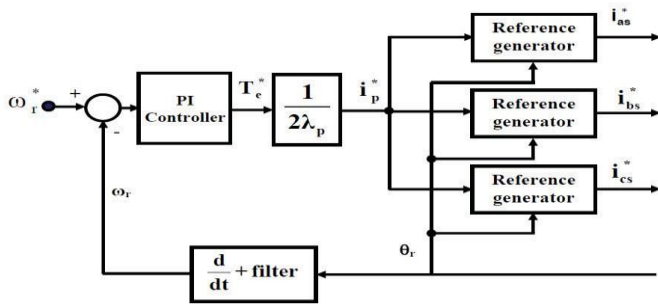 Reference
generator
i*as
ω*r
+
-
PI
Controller
T*e
1
2λp
i*p
Reference
generator
i*bs
Reference
generator
i*cs
ωr
θr
d
dt
+ filter